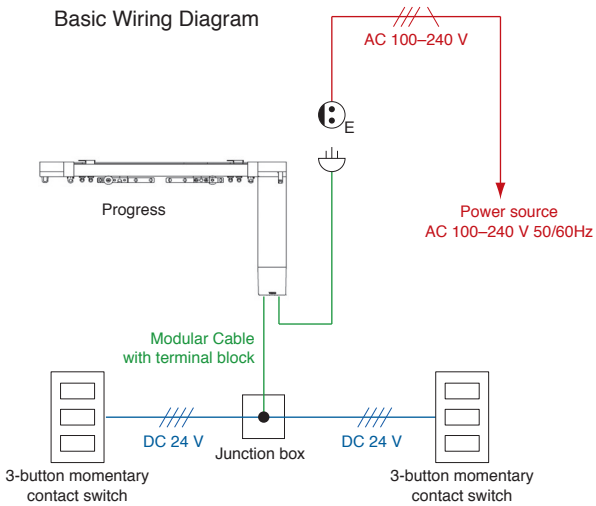 Basic Wiring Diagram
AC 100–240 V
E
Progress
Power source
AC 100–240 V 50/60Hz
Modular Cable
with terminal block
DC 24 V
DC 24 V
Junction box
3-button momentary
contact switch
3-button momentary
contact switch